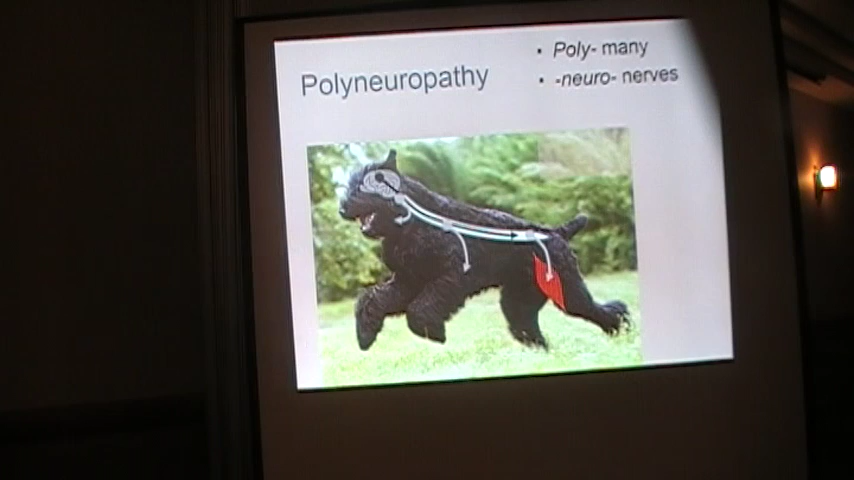 Polyneuropathy
• Poly- many
• -neuro- nerves